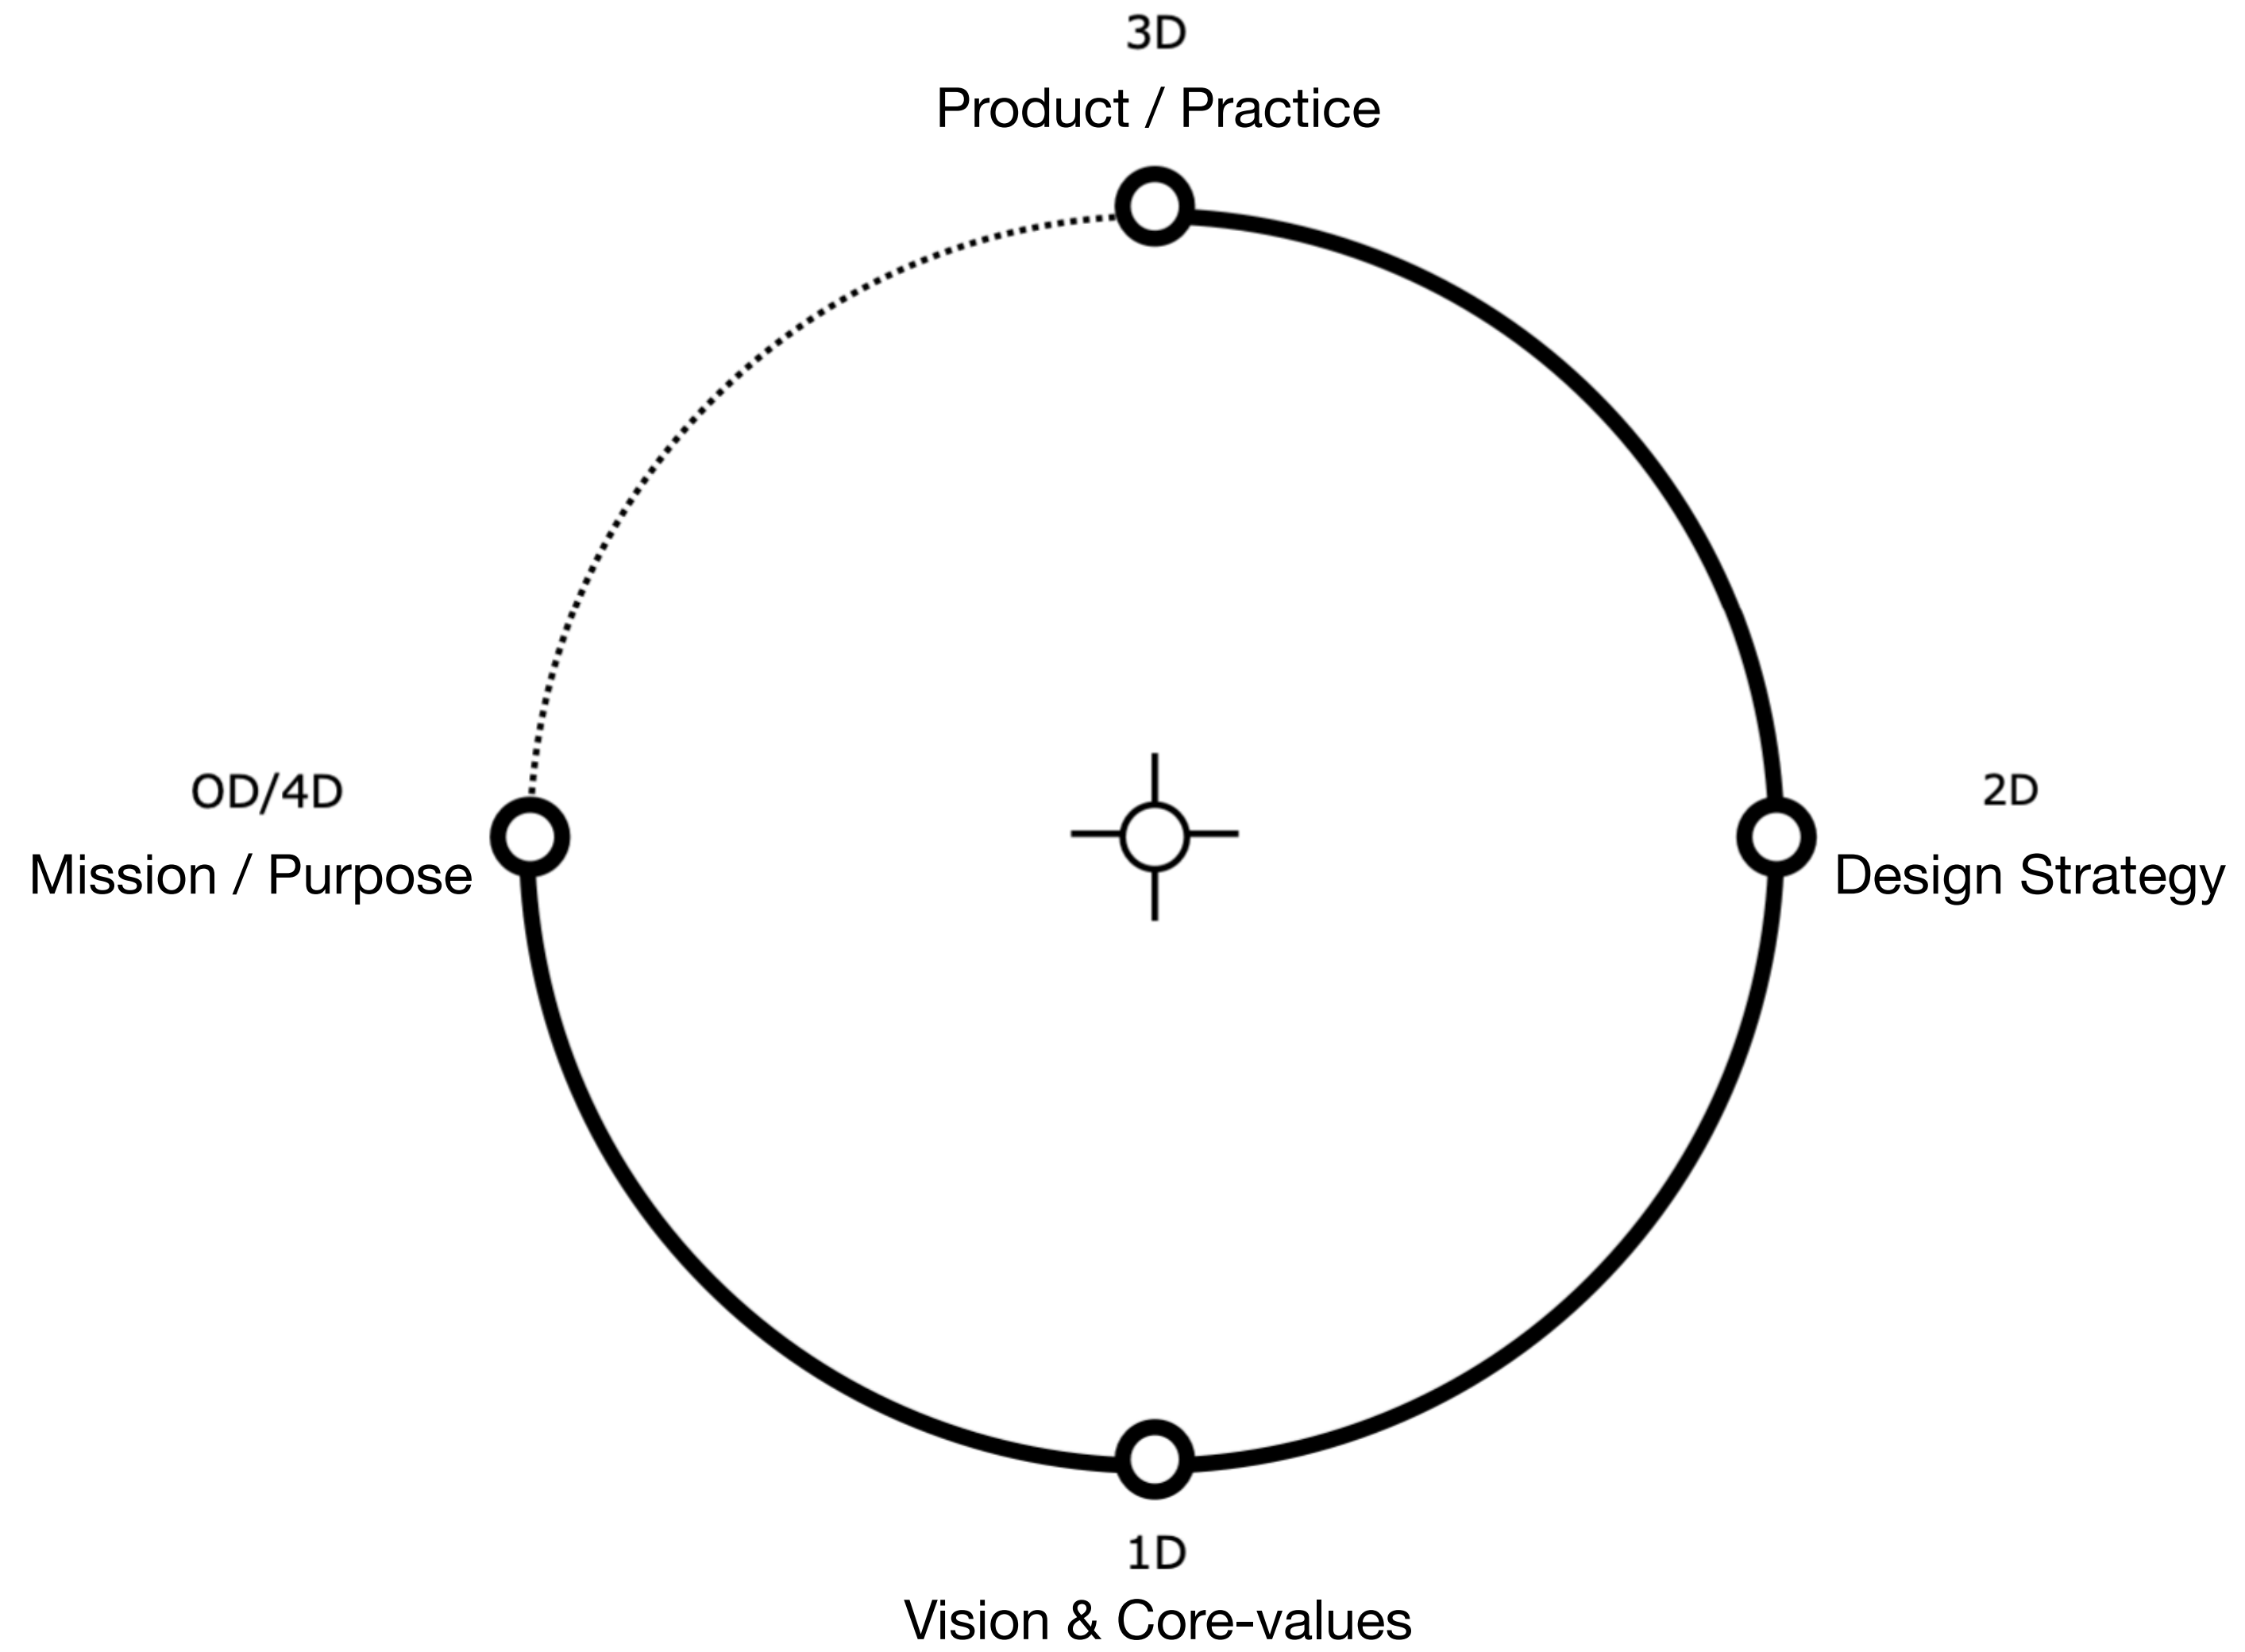 3D
Product / Practice
OD/4D
Mission / Purpose
2D
Design Strategy
1D
Vision & Core-values